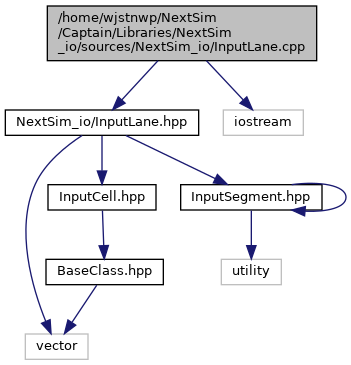 /home/wjstnwp/NextSim
/Captain/Libraries/NextSim
_io/sources/NextSim_io/InputLane.cpp
NextSim_io/InputLane.hpp
iostream
InputCell.hpp
InputSegment.hpp
BaseClass.hpp
utility
vector